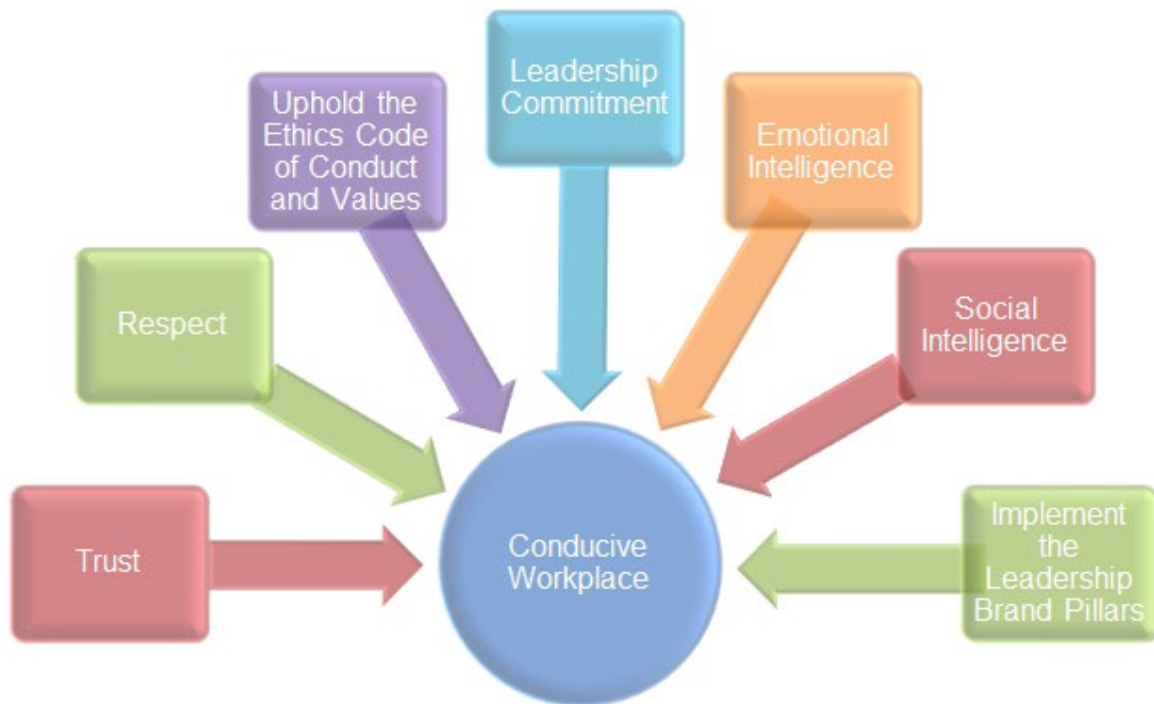 Leadership
Commitment
Uphold the
Ethics Code
of Conduct
and Values
Emotional
Intelligence
Respect
Social
Intelligence
Trust
Conducive
Workplace
Implement
the
Leadership
Brand Pillars